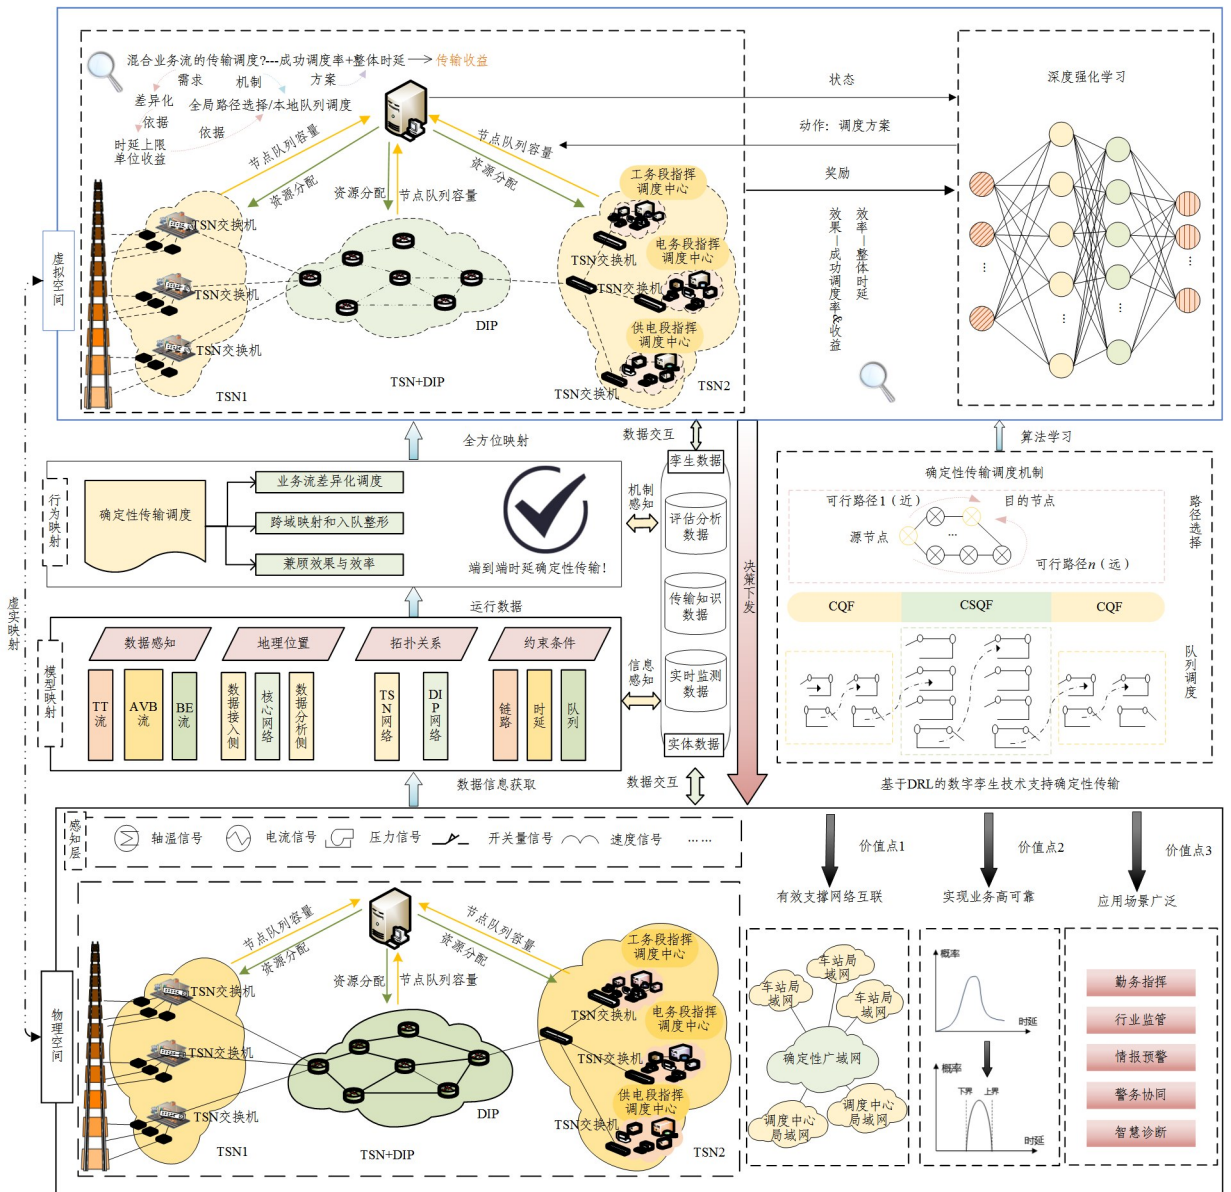 混合业务流的传输调度?---成功调度率+整体时延
传输收益
需求
机制
方案
差异化
全局路径选择/本地队列调度
依据
依据
时延上限
单位收益
节点队列容量
资源分配
资源分配
节点队列容量
节点队列容量
资源分配
工务段指挥
调度中心
TSN交换机
TSN交换机
TSN交换机
TSN1
DIP
TSN+DIP
TSN交换机
电务段指挥
调度中心
TSN交换机
供电段指挥
调度中心
TSN交换机
TSN2
状态
动作：调度方案
奖励
效果—成功调度率&收益
效率—整体时延
深度强化学习
虚拟空间
虚实映射
全方位映射
数据交互
算法学习
行为映射
确定性传输调度
业务流差异化调度
跨域映射和入队整形
兼顾效果与效率
端到端时延确定性传输!
机制
感知
孪生数据
评估分析
数据
传输知识
数据
实时监测
数据
实体数据
决策下发
确定性传输调度机制
可行路径1（近）
目的节点
源节点
...
可行路径n（远）
路径选择
CQF
CSQF
CQF
队列调度
基于DRL的数字孪生技术支持确定性传输
运行数据
模型映射
数据感知
地理位置
拓扑关系
约束条件
TT流
AVB流
BE流
数据接入侧
核心网络
数据分析侧
TSN网络
DIP网络
链路
时延
队列
信息
感知
数据信息获取
数据交互
感知层
轴温信号
电流信号
压力信号
开关量信号
速度信号
……
物理空间
节点队列容量
资源分配
资源分配
节点队列容量
节点队列容量
资源分配
工务段指挥
调度中心
TSN交换机
TSN交换机
TSN交换机
TSN1
DIP
TSN+DIP
TSN交换机
电务段指挥
调度中心
TSN交换机
供电段指挥
调度中心
TSN交换机
TSN2
价值点1
价值点2
价值点3
有效支撑网络互联
实现业务高可靠
应用场景广泛
车站局
域网
车站局
域网
车站局
域网
确定性广域网
调度中心
局域网
调度中心
局域网
概率
时延
概率
下界
上界
时延
勤务指挥
行业监管
情报预警
警务协同
智慧诊断